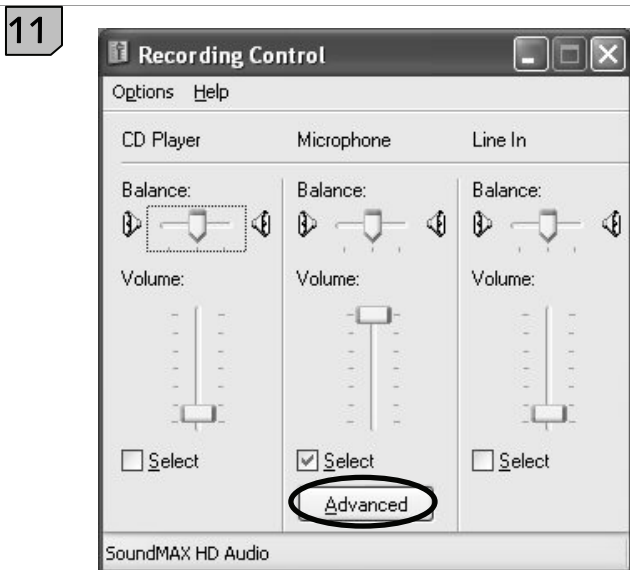 11
Recording Control
Options Help
CD Player Microphone Line In
Balance: Balance: Balance:
Volume: Volume: Volume:
Select Select Select
Advanced
SoundMAX HD Audio